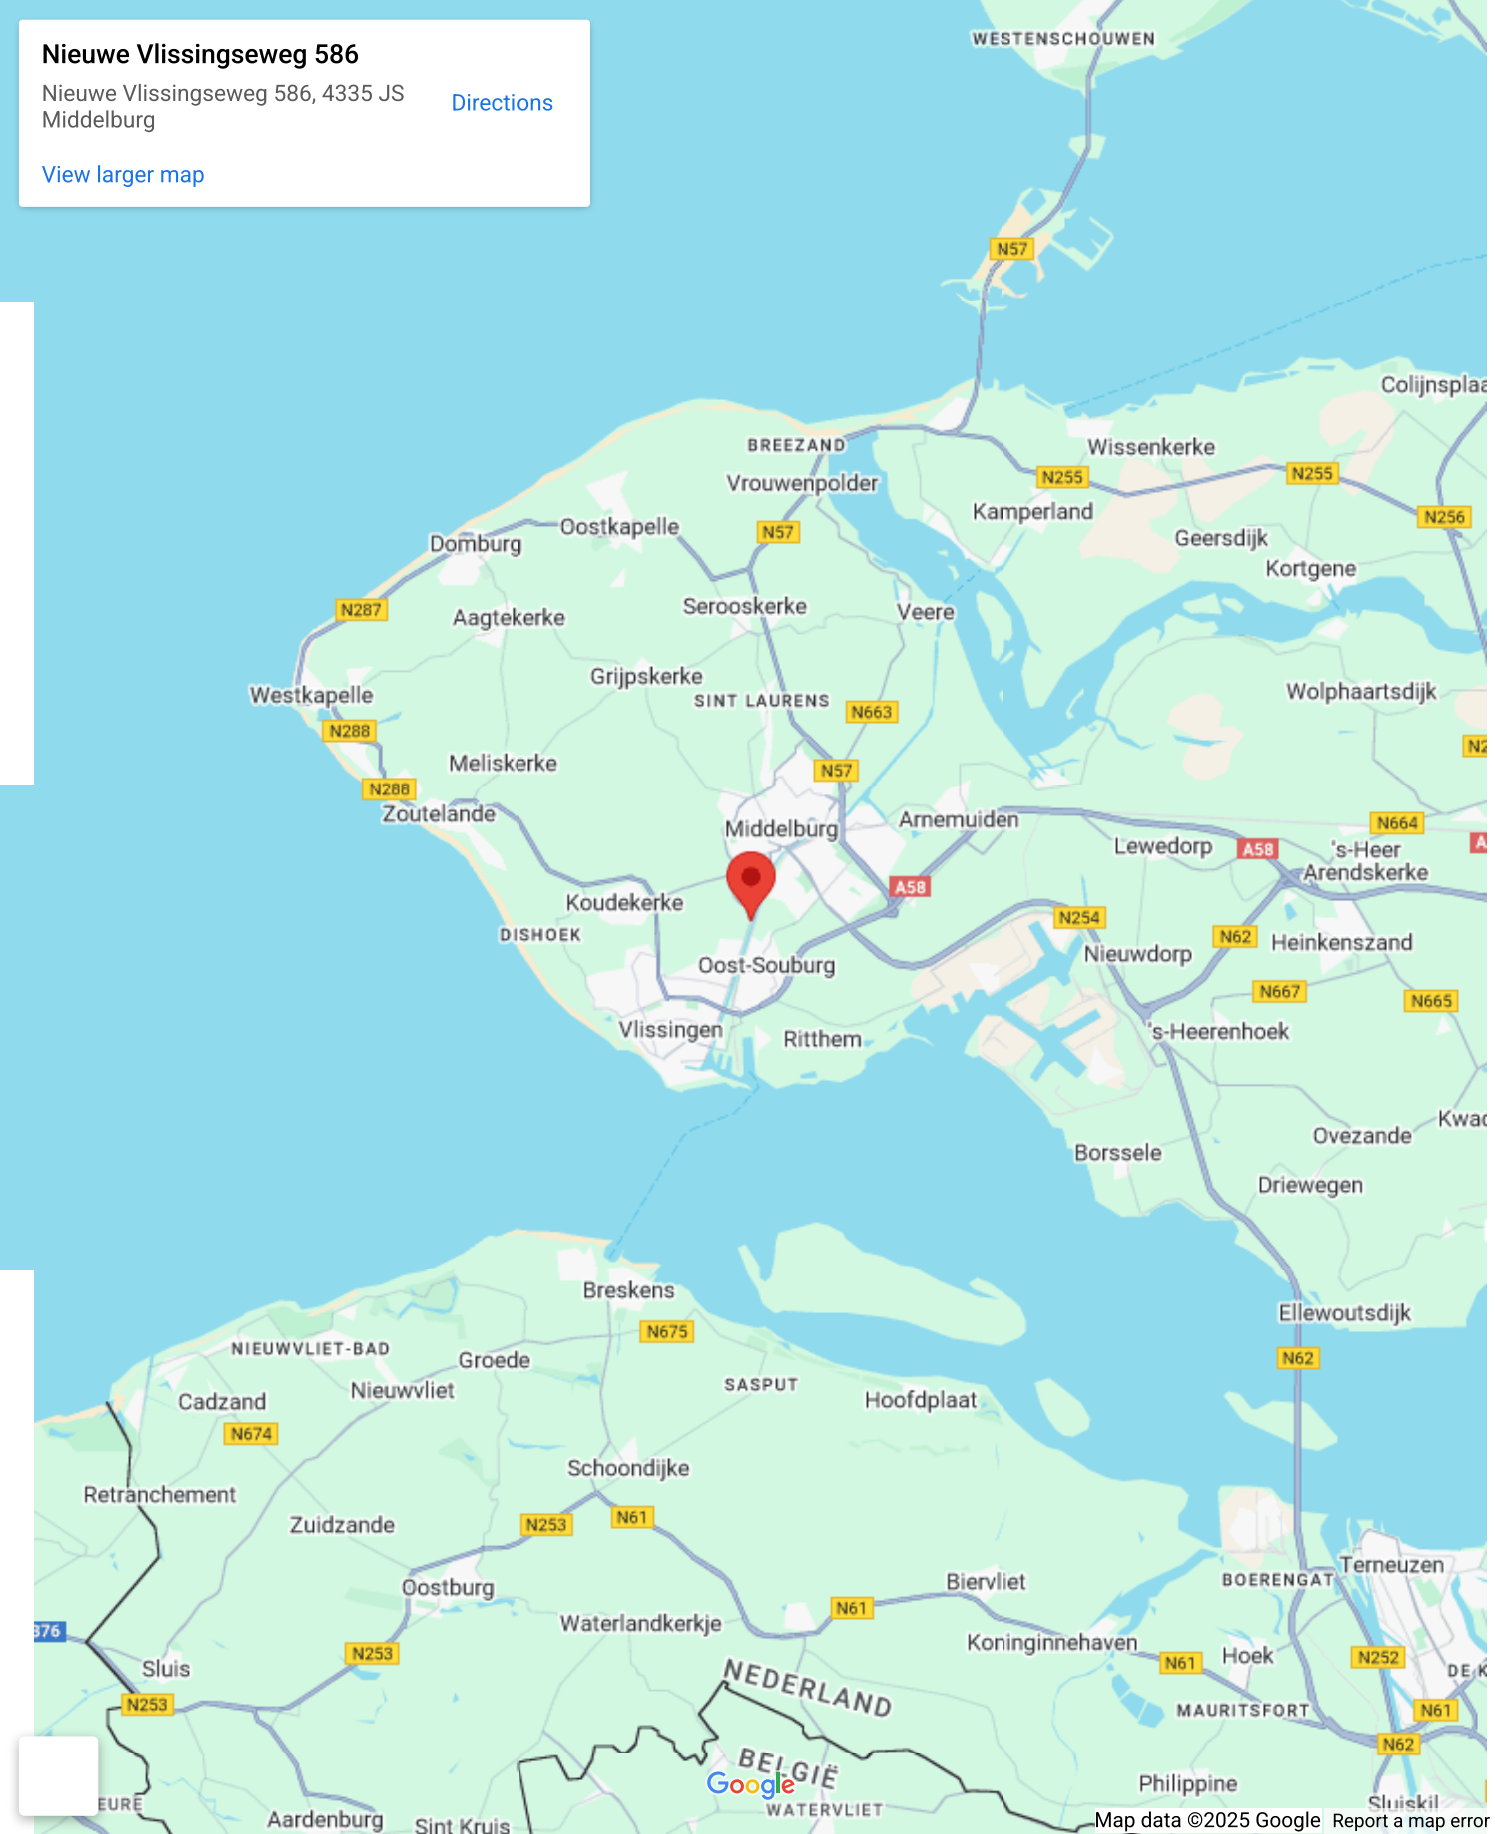 Nieuwe Vlissingseweg 586
Nieuwe Vlissingseweg 586, 4335 JS
Middelburg
Directions
View larger map
WESTENSCHOUWEN
N57
Colijnsplaa
BREEZAND
Wissenkerke
Vrouwenpolder
N255
N255
Kamperland
N256
Oostkapelle
N57
Geersdijk
Domburg
Kortgene
N287
Serooskerke
Veere
Aagtekerke
Grijpskerke
Westkapelle
SINT LAURENS
Wolphaartsdijk
N663
N288
N2
Meliskerke
N57
N288
Zoutelande
Middelburg
Arnemuiden
N664
Lewedorp
A58
's-Heer
Arendskerke
A
A58
Koudekerke
N254
DISHOEK
N62
Heinkenszand
Nieuwdorp
Oost-Souburg
N667
N665
Vlissingen
Ritthem
's-Heerenhoek
Kwad
Ovezande
Borssele
Driewegen
Breskens
Ellewoutsdijk
N675
NIEUWVLIET-BAD
Groede
N62
Nieuwvliet
SASPUT
Cadzand
Hoofdplaat
N674
Schoondijke
Retranchement
Zuidzande
N253
N61
Terneuzen
Oostburg
Biervliet
BOERENGAT
N61
Waterlandkerkje
376
Koninginnehaven
N253
Hoek
N252
Sluis
N61
DE K
NEDERLAND
N253
MAURITSFORT
N61
N62
BELGIË
Google
Philippine
EURE
WATERVLIET
Sluiskil
Aardenburg
Sint Kruis
Map data ©2025 Google
Report a map error